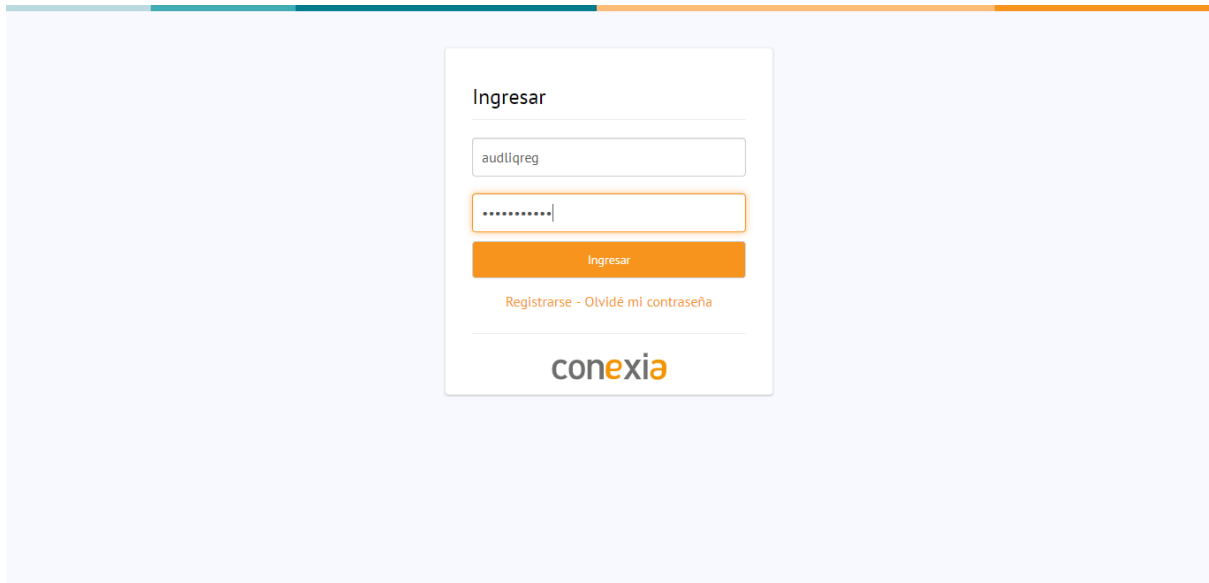 Ingresar
audliqreg
•••••••••••
Ingresar
Registrarse - Olvidé mi contraseña
conexia